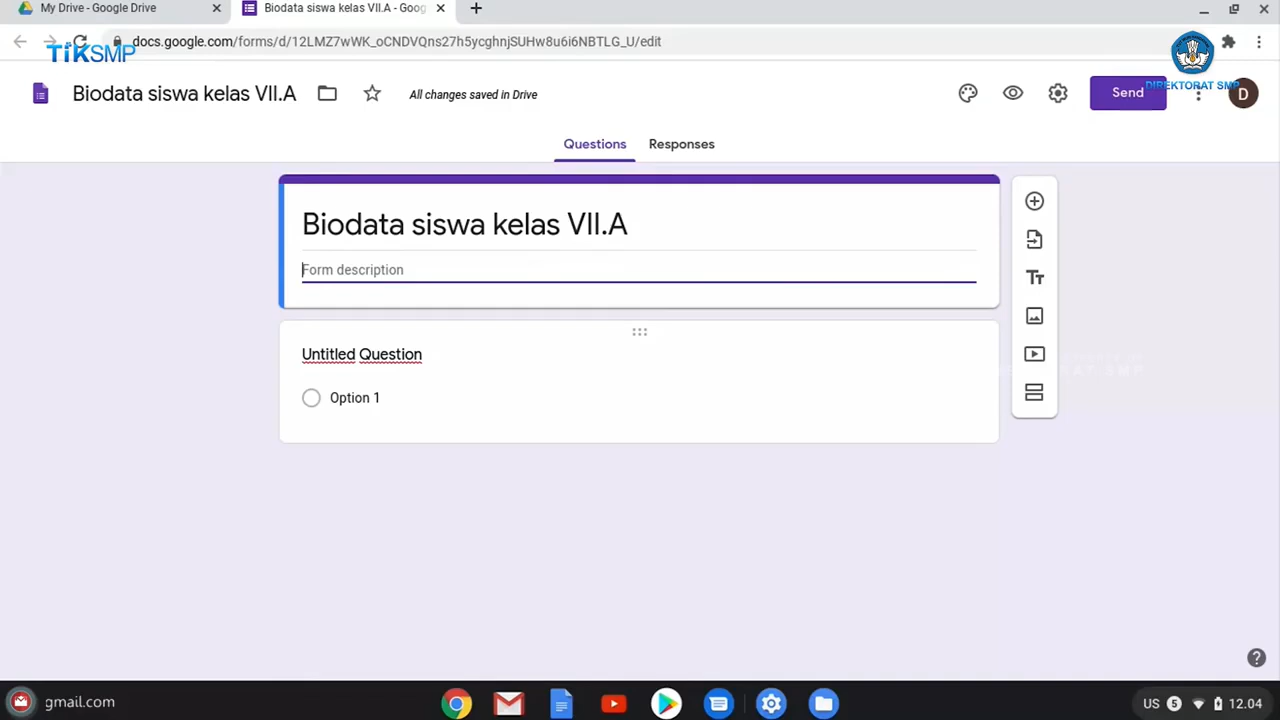 My Drive - Google Drive
Biodata siswa kelas VII.A - Goog
docs.google.com/forms/d/12LMZ7wWK_oCNDVQns27h5ycghnjSUHw8u6i6NBTLG_U/edit
TiKSMP
Biodata siswa kelas VII.A
All changes saved in Drive
Send
DIREKTORAT SMP
D
Questions
Responses
Biodata siswa kelas VII.A
Form description
Untitled Question
Option 1
gmail.com
US
5
12.04